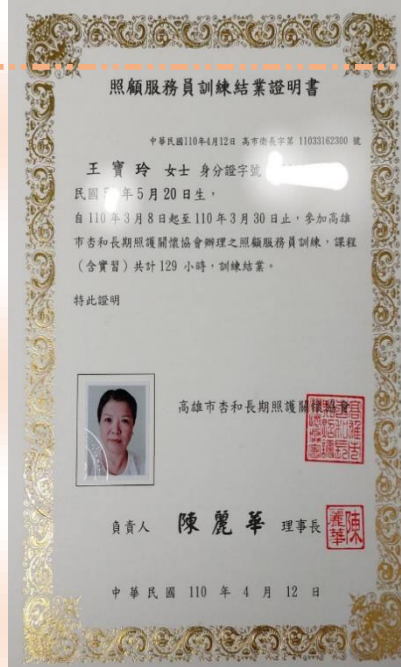 照顧服務員訓練結業證明書
中華民國110年4月12日 高市衛長字第 11033162300 號
王寶玲 女士 身分證字號
民國 年5月20日生,
自110年3月8日起至110年3月30日止,參加高雄
市杏和長期照護關懷協會辦理之照顧服務員訓練,課程
(含實習)共計129 小時,訓練結業。
特此證明
高雄市杏和長期照護關懷協會
負責人 陳麗華 理事長
中華民國 110 年 4 月 12 日